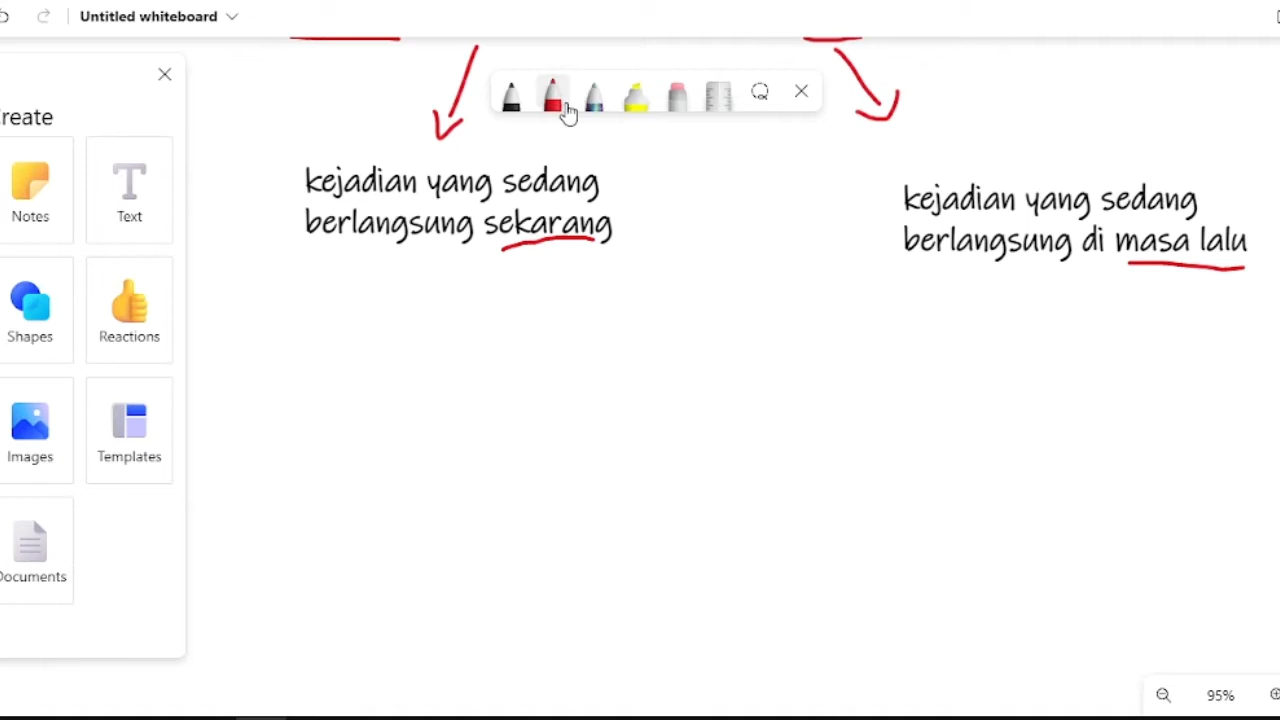 Untitled whiteboard
reate
Notes
Text
Shapes
Reactions
Images
Templates
Documents
kejadian yang sedang
berlangsung sekarang
kejadian yang sedang
berlangsung di masa lalu
95%